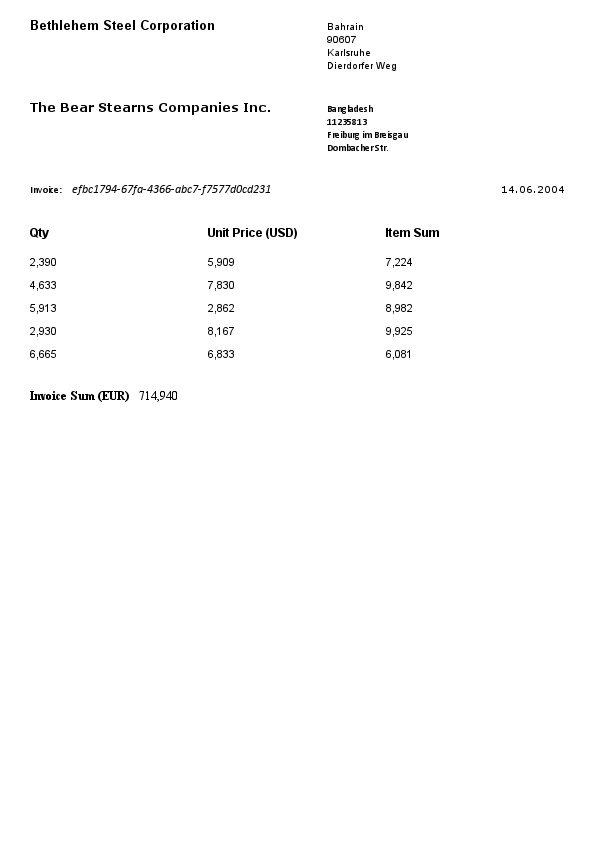 Bethlehem Steel Corporation
Bahrain
90607
Karlsruhe
Dierdorfer Weg
The Bear Stearns Companies Inc.
Bangladesh
11235813
Freiburg im Breisgau
Dombacher Str.
Invoice: efbc1794-67fa-4366-abc7-f7577d0cd231 14.06.2004
Qty Unit Price (USD) Item Sum
2,390 5,909 7,224
4,633 7,830 9,842
5,913 2,862 8,982
2,930 8,167 9,925
6,665 6,833 6,081
Invoice Sum (EUR) 714,940